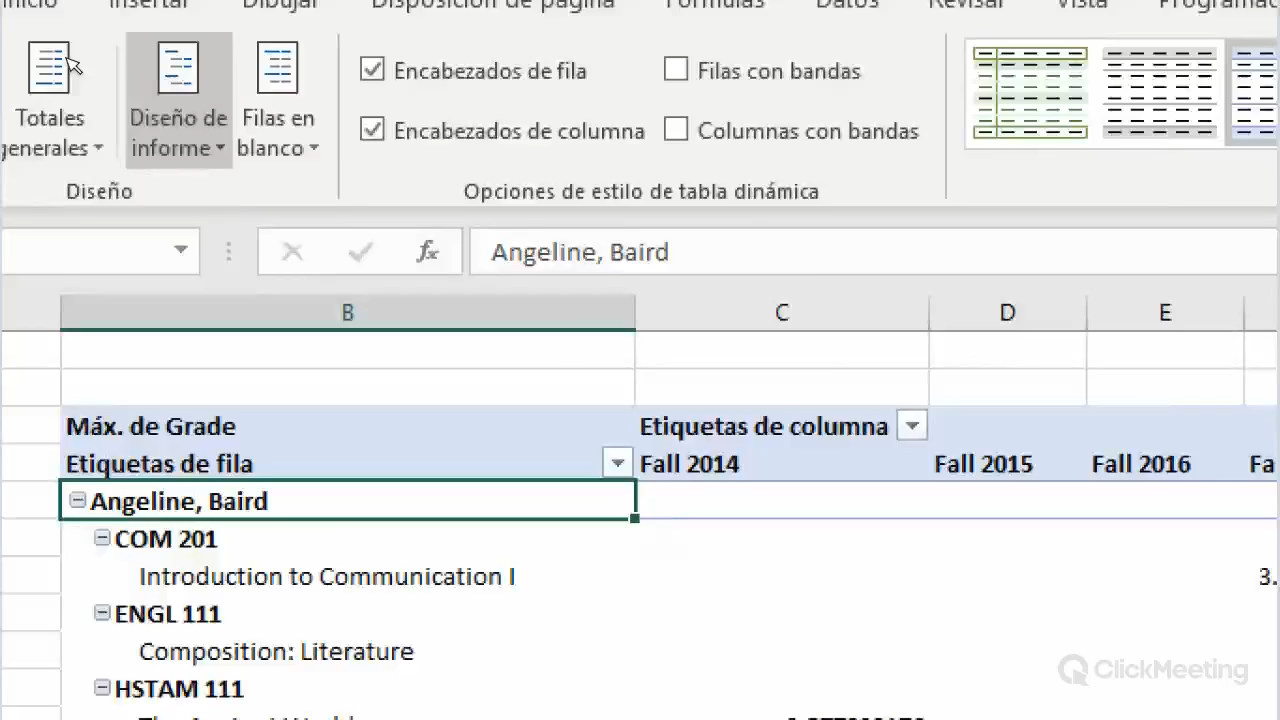 Inicio Insertar Dibujar Disposición de página Fórmulas Datos Revisar Vista
Totales generales
Diseño de informe
Filas en blanco
Diseño
Encabezados de fila
Filas con bandas
Encabezados de columna
Columnas con bandas
Opciones de estilo de tabla dinámica
fx
Angeline, Baird
B C D E
Máx. de Grade Etiquetas de columna
Etiquetas de fila Fall 2014 Fall 2015 Fall 2016 Fa
Angeline, Baird
COM 201
Introduction to Communication I 3.
ENGL 111
Composition: Literature
HSTAM 111
ClickMeeting